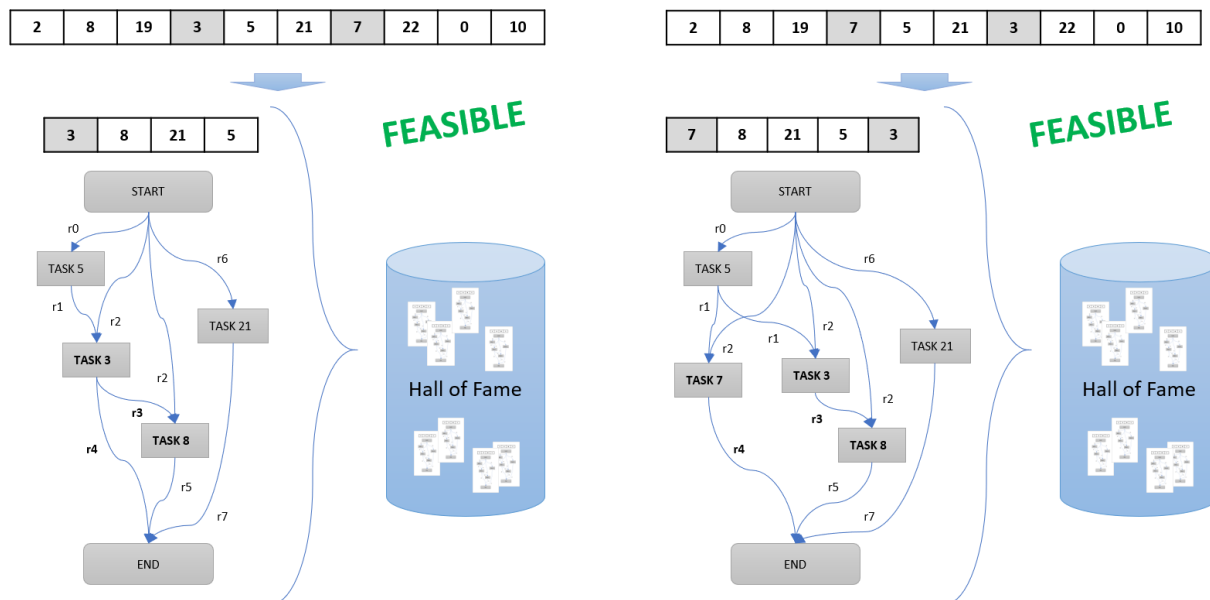 2 8 19 3 5 21 7 22 0 10
FEASIBLE
3 8 21 5
START
r0
r6
TASK 5
r1
r2
TASK 21
TASK 3
r2
r3
r4
TASK 8
r5
r7
END
Hall of Fame
2 8 19 7 5 21 3 22 0 10
FEASIBLE
7 8 21 5 3
START
r0
r6
TASK 5
r1
r2
r1
r2
TASK 21
TASK 7
TASK 3
r2
r3
r4
TASK 8
r5
r7
END
Hall of Fame